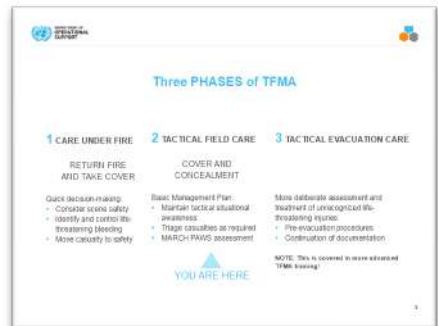 DEPARTMENT OF
OPERATIONAL
SUPPORT
Three PHASES of TFMA
1 CARE UNDER FIRE
RETURN FIRE
AND TAKE COVER
Quick decision-making:
• Consider scene safety
• Identify and control life-
threatening bleeding
• Move casualty to safety
2 TACTICAL FIELD CARE
COVER AND
CONCEALMENT
Basic Management Plan:
• Maintain tactical situational
awareness
• Triage casualties as required
• MARCH PAWS assessment
YOU ARE HERE
3 TACTICAL EVACUATION CARE
More deliberate assessment and
treatment of unrecognized life-
threatening injuries:
• Pre-evacuation procedures
• Continuation of documentation
NOTE: This is covered in more advanced
TFMA training!